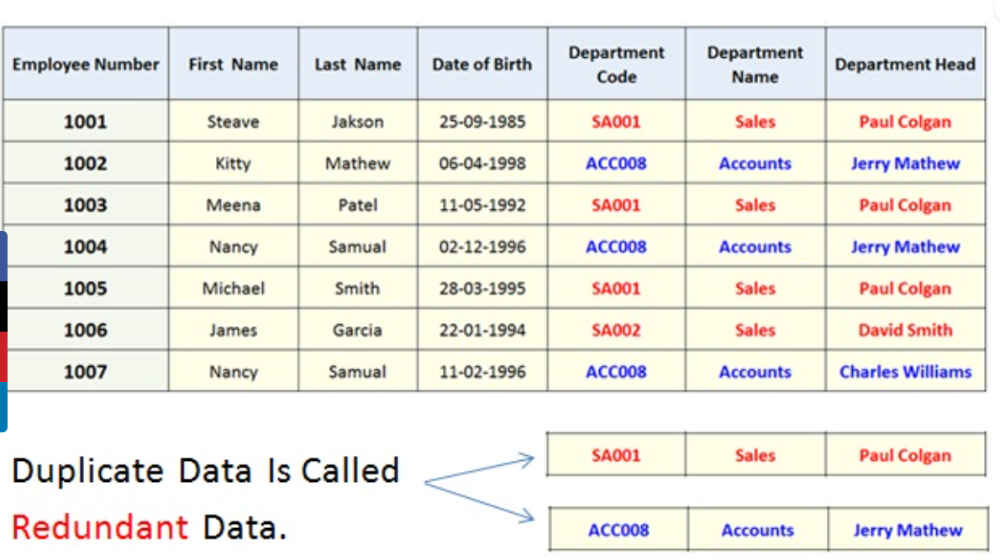 Employee Number First Name Last Name Date of Birth Department Code Department Name Department Head
1001 Steave Jakson 25-09-1985 SA001 Sales Paul Colgan
1002 Kitty Mathew 06-04-1998 ACC008 Accounts Jerry Mathew
1003 Meena Patel 11-05-1992 SA001 Sales Paul Colgan
1004 Nancy Samual 02-12-1996 ACC008 Accounts Jerry Mathew
1005 Michael Smith 28-03-1995 SA001 Sales Paul Colgan
1006 James Garcia 22-01-1994 SA002 Sales David Smith
1007 Nancy Samual 11-02-1996 ACC008 Accounts Charles Williams
Duplicate Data Is Called
Redundant Data.
SA001 Sales Paul Colgan
ACC008 Accounts Jerry Mathew